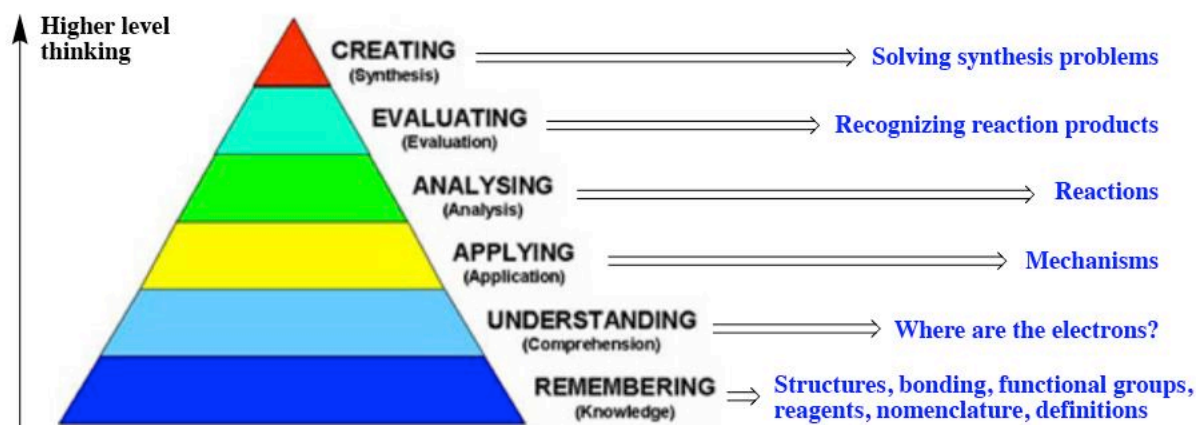 Higher level
thinking
CREATING
(Synthesis)
Solving synthesis problems
EVALUATING
(Evaluation)
Recognizing reaction products
ANALYSING
(Analysis)
Reactions
APPLYING
(Application)
Mechanisms
UNDERSTANDING
(Comprehension)
Where are the electrons?
REMEMBERING
(Knowledge)
Structures, bonding, functional groups,
reagents, nomenclature, definitions